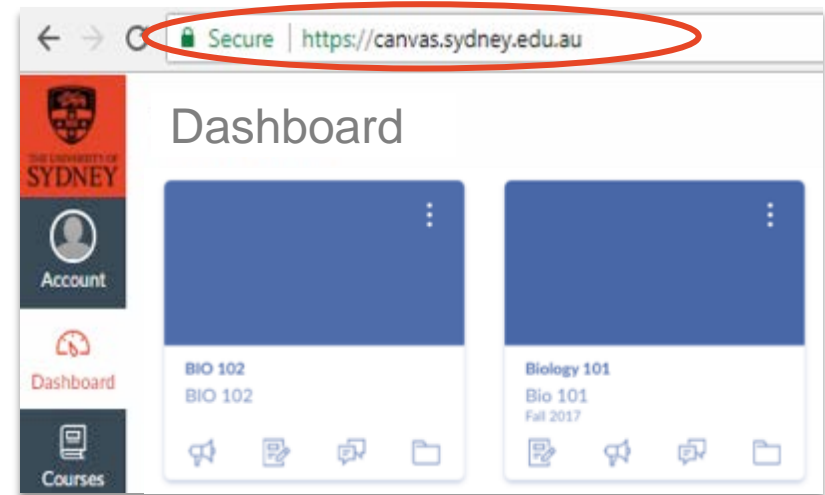 Secure | https://canvas.sydney.edu.au
THE UNIVERSITY OF
SYDNEY
Dashboard
Account
Dashboard
Courses
BIO 102
BIO 102
Biology 101
Bio 101
Fall 2017